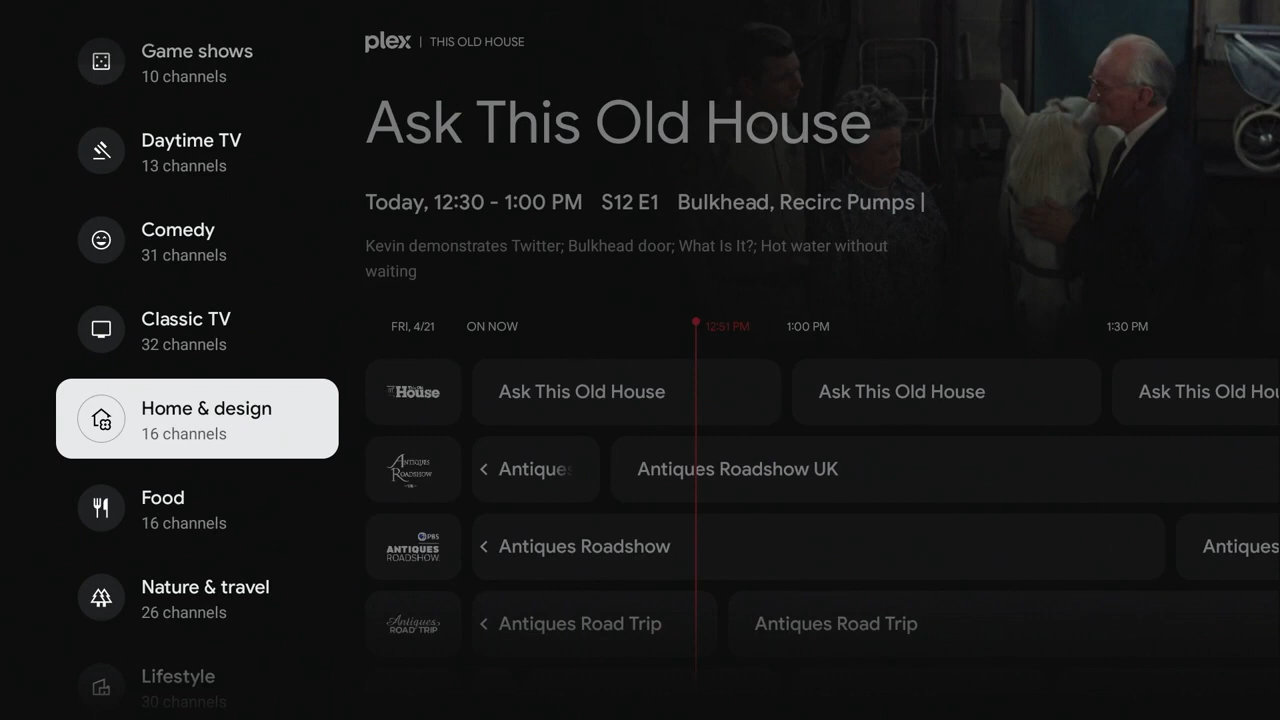 Game shows
10 channels
Daytime TV
13 channels
Comedy
31 channels
Classic TV
32 channels
Home & design
16 channels
Food
16 channels
Nature & travel
26 channels
Lifestyle
30 channels
plex | THIS OLD HOUSE
Ask This Old House
Today, 12:30 - 1:00 PM S12 E1 Bulkhead, Recirc Pumps |
Kevin demonstrates Twitter; Bulkhead door; What Is It?; Hot water without
waiting
FRI, 4/21 ON NOW 12:51 PM 1:00 PM 1:30 PM
House Ask This Old House Ask This Old House Ask This Old Hou
ANTIQUES
ROADSHOW
UK
Antiques Antiques Roadshow UK
PBS
ANTIQUES
ROADSHOW
Antiques Roadshow Antiques
Antiques
ROAD TRIP
Antiques Road Trip Antiques Road Trip